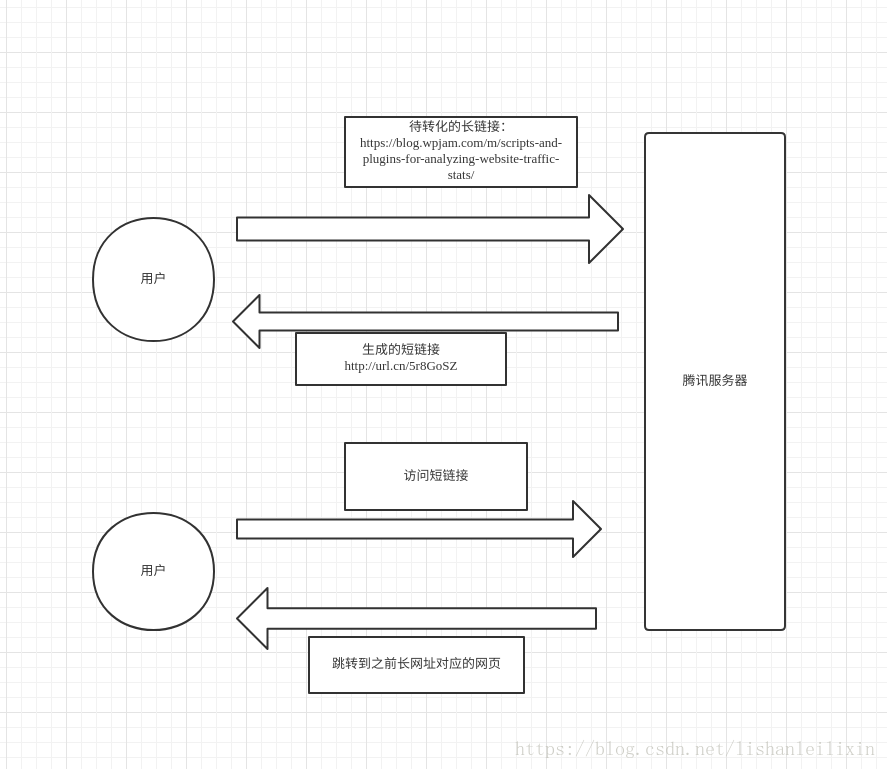 待转化的长链接：
https://blog.wpjam.com/m/scripts-and-
plugins-for-analyzing-website-traffic-
stats/
用户
生成的短链接
http://url.cn/5r8GoSZ
腾讯服务器
访问短链接
用户
跳转到之前长网址对应的网页
https://blog.csdn.net/lishanleilixin